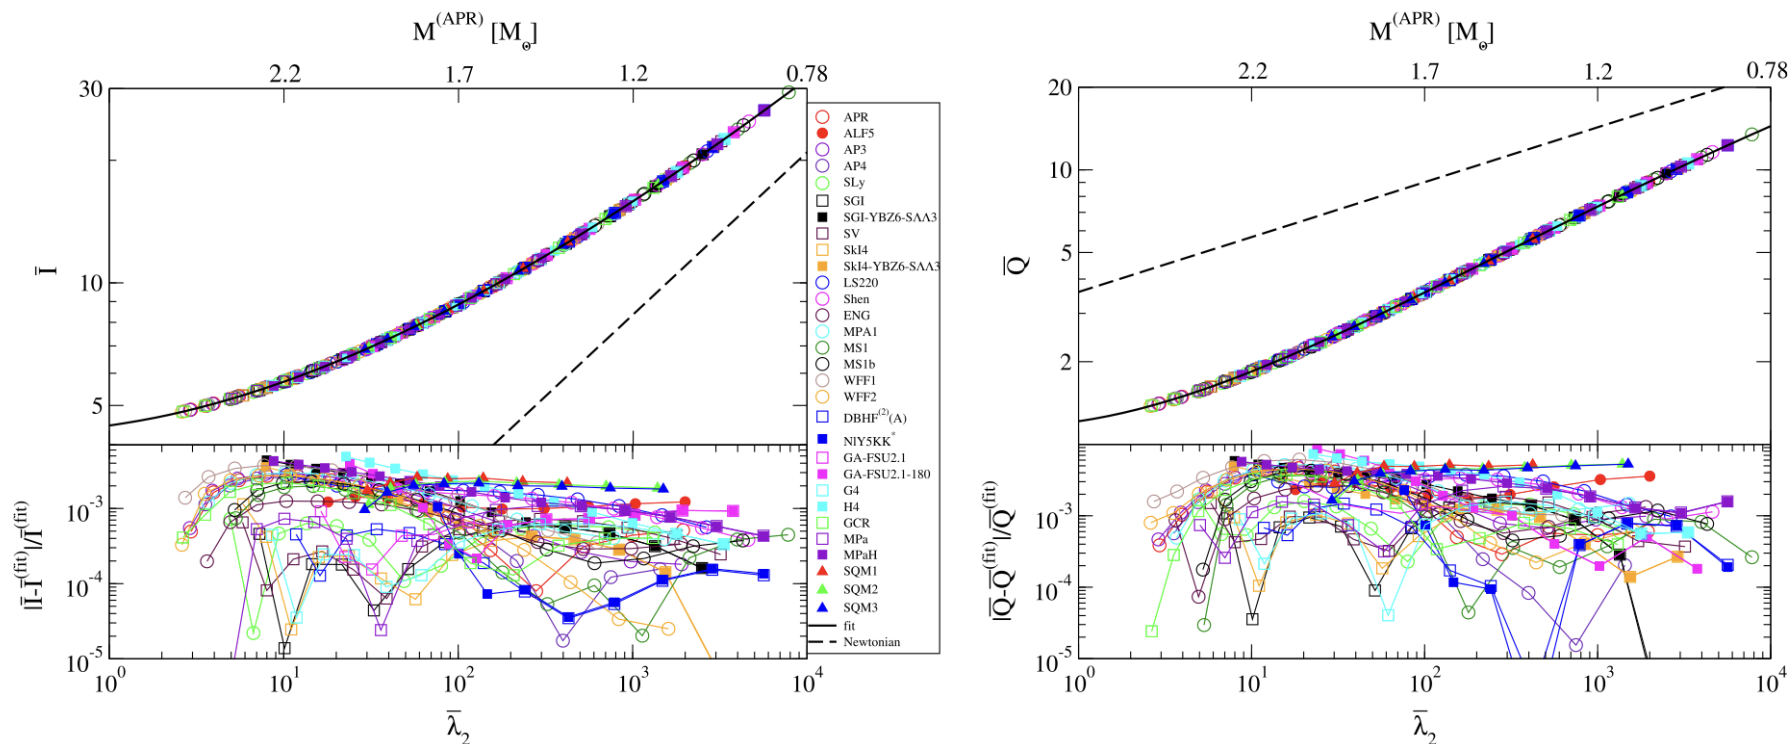 M^(APR) [M_⊙]
2.2 1.7 1.2 0.78
30
10
5
Ī
10^-3
10^-4
10^-5
|Ī-Ī^(fit)|/Ī^(fit)
10^0 10^1 10^2 10^3 10^4
λ̄_2
APR
ALF5
AP3
AP4
SLy
SGI
SGI-YBZ6-SΛΛ3
SV
SkI4
SkI4-YBZ6-SΛΛ3
LS220
Shen
ENG
MPA1
MS1
MS1b
WFF1
WFF2
DBHF^(2)(A)
NlY5KK^*
GA-FSU2.1
GA-FSU2.1-180
G4
H4
GCR
MPa
MPaH
SQM1
SQM2
SQM3
fit
Newtonian
M^(APR) [M_⊙]
2.2 1.7 1.2 0.78
20
10
5
2
Q̄
10^-3
10^-4
10^-5
|Q̄-Q̄^(fit)|/Q̄^(fit)
10^0 10^1 10^2 10^3 10^4
λ̄_2